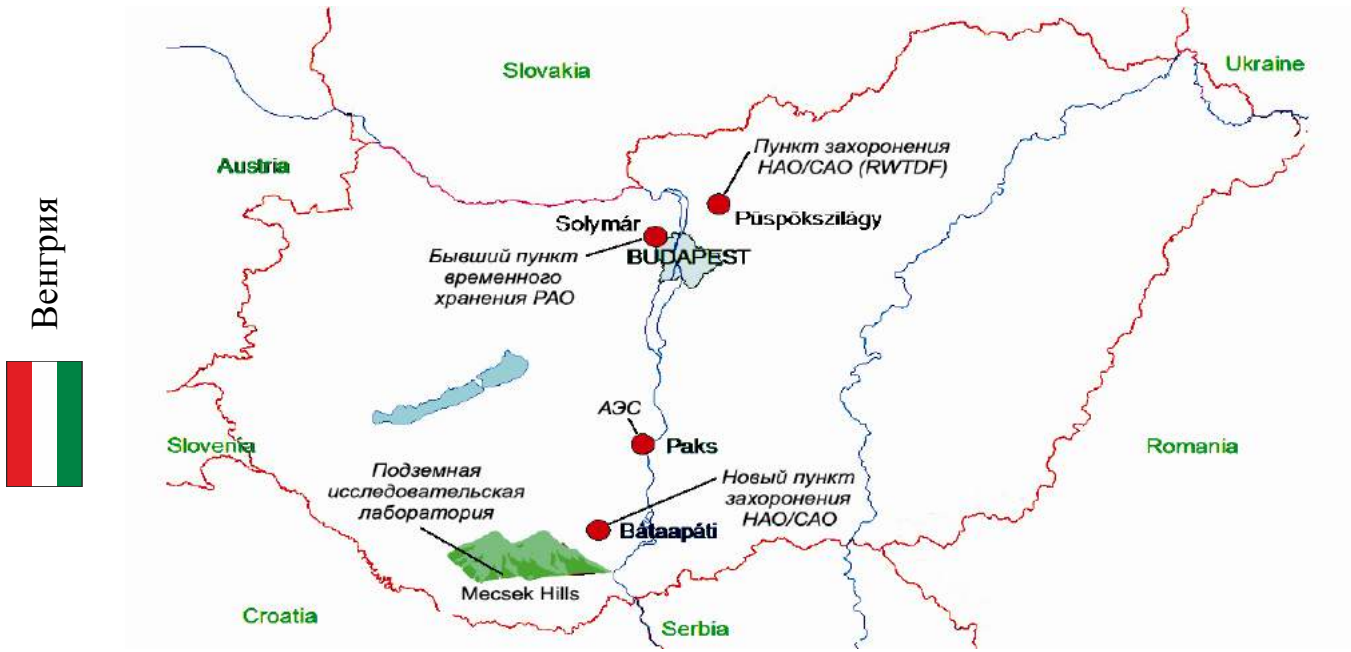 Венгрия
Slovakia
Ukraine
Austria
Пункт захоронения
НАО/САО (RWTDF)
Püspökszilágy
Solymár
BUDAPEST
Бывший пункт
временного
хранения РАО
АЭС
Paks
Slovenia
Romania
Подземная
исследовательская
лаборатория
Новый пункт
захоронения
НАО/САО
Bátaapáti
Mecsek Hills
Croatia
Serbia